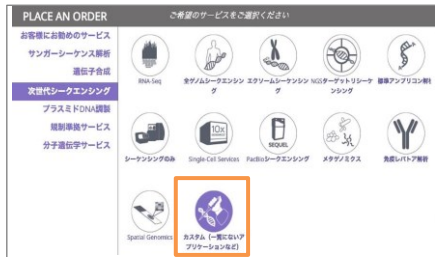 PLACE AN ORDER
ご希望のサービスをご選択ください
お客様にお勧めのサービス
サンガーシーケンス解析
遺伝子合成
次世代シークエンシング
プラスミドDNA調製
規制準拠サービス
分子遺伝学サービス
RNA-Seq
全ゲノムシークエンシン
グ
エクソームシーケンシン
グ
NGSターゲットリシーケ
ンシング
標準アンプリコン解析
10x
SEQUEL
シーケンシングのみ
Single-Cell Services
PacBioシークエンシング
メタゲノミクス
免疫レパトア解析
Spatial Genomics
カスタム（一覧にないア
プリケーションなど）